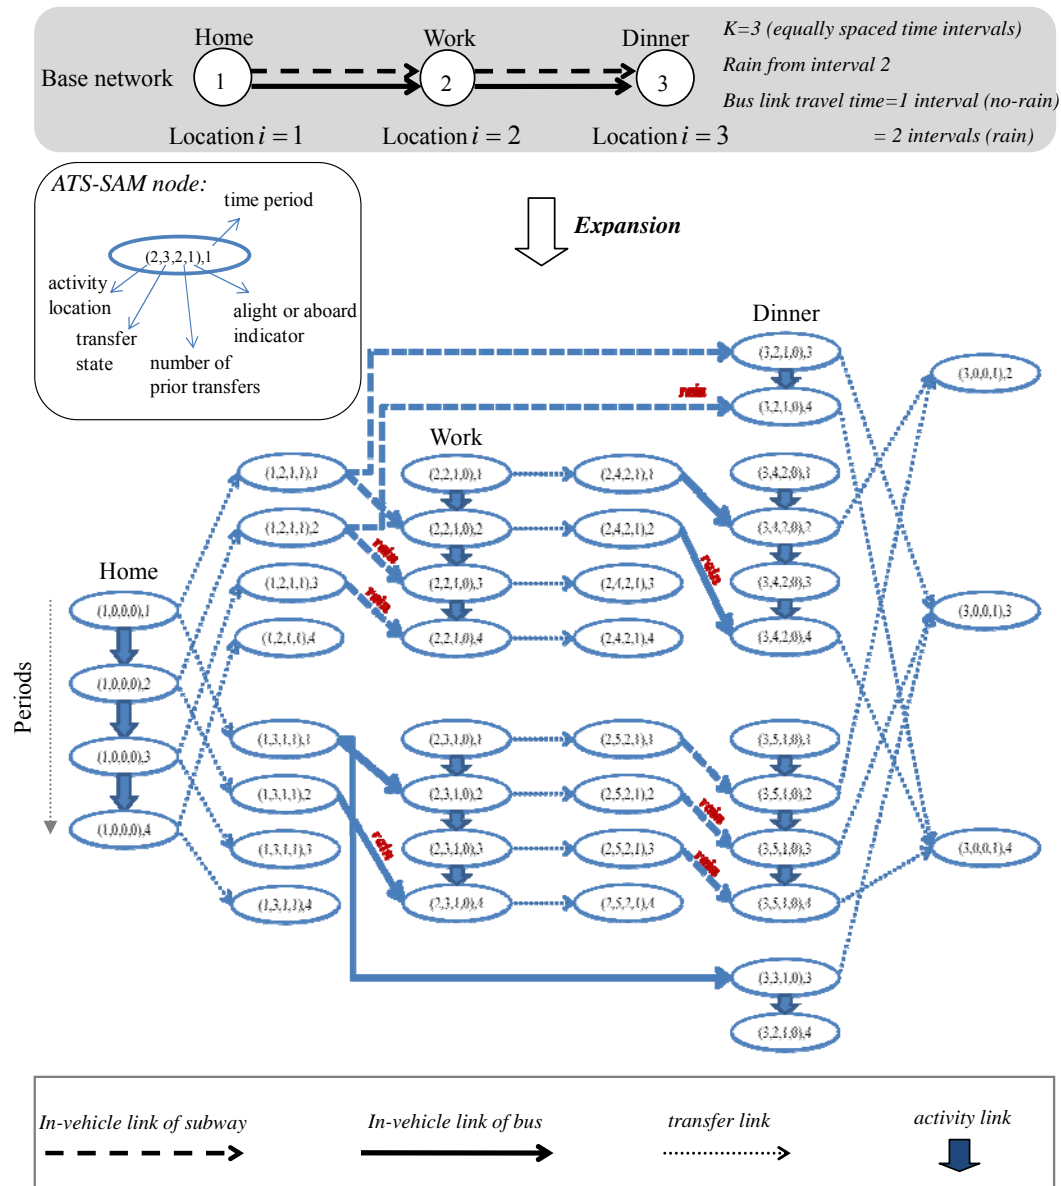 Home
Work
Dinner
K=3 (equally spaced time intervals)
Base network
1
2
3
Rain from interval 2
Bus link travel time=1 interval (no-rain)
Location i = 1
Location i = 2
Location i = 3
= 2 intervals (rain)
ATS-SAM node:
time period
(2,3,2,1),1
activity
location
transfer
state
number of
prior transfers
alight or aboard
indicator
Expansion
Dinner
(3,2,1,0),3
(3,0,0,1),2
rain
(3,2,1,0),4
Work
(1,2,1,1),1
(2,2,1,0),1
(2,4,2,1),1
(3,4,2,0),1
(1,2,1,1),2
(2,2,1,0),2
(2,4,2,1),2
(3,4,2,0),2
rain
rain
Home
(1,2,1,1),3
(2,2,1,0),3
(2,4,2,1),3
(3,4,2,0),3
rain
(1,0,0,0),1
(1,2,1,1),4
(2,2,1,0),4
(2,4,2,1),4
(3,4,2,0),4
(3,0,0,1),3
Periods
(1,0,0,0),2
(1,0,0,0),3
(1,3,1,1),1
(2,3,1,0),1
(2,5,2,1),1
(3,5,1,0),1
(1,3,1,1),2
(2,3,1,0),2
(2,5,2,1),2
(3,5,1,0),2
rain
(1,0,0,0),4
rain
(1,3,1,1),3
(2,3,1,0),3
(2,5,2,1),3
(3,5,1,0),3
(3,0,0,1),4
rain
(1,3,1,1),4
(2,3,1,0),4
(2,5,2,1),4
(3,5,1,0),4
(3,3,1,0),3
(3,2,1,0),4
In-vehicle link of subway
In-vehicle link of bus
transfer link
activity link